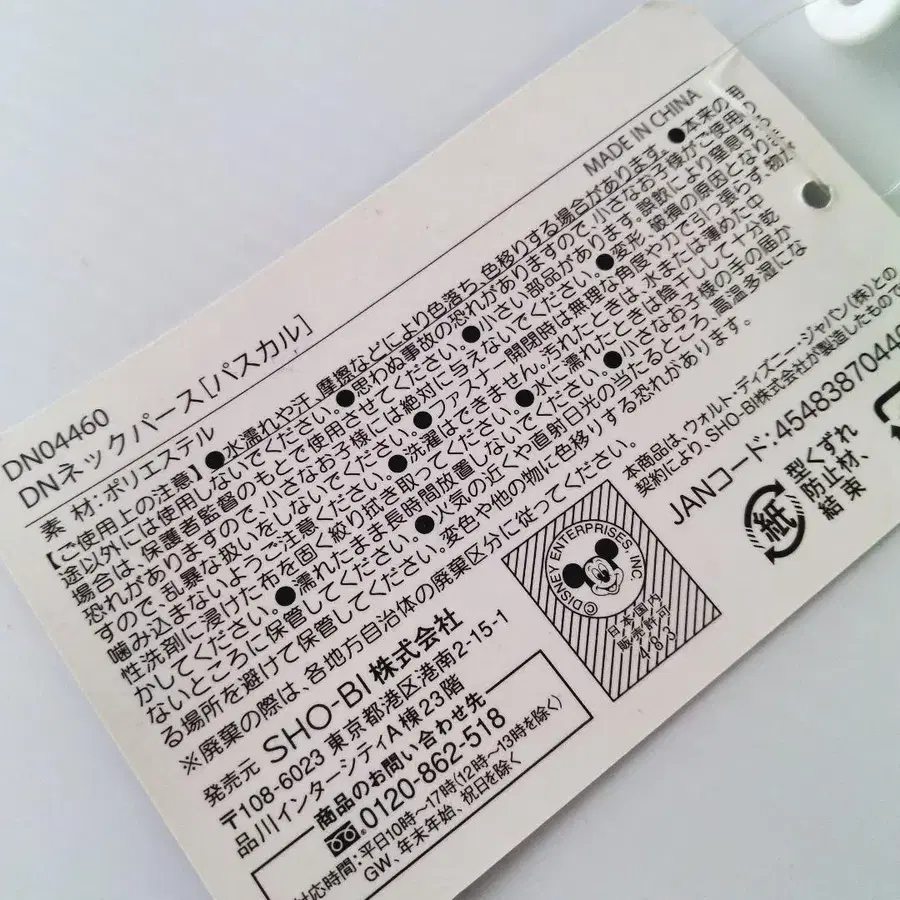 DN04460
DNネックパース[パスカル]
素 材:ポリエステル
MADE IN CHINA
【ご使用上の注意】●水濡れや汗、摩擦などにより色落ち、色移りする場合があります。●本来の用
途以外には使用しないでください。●思わぬ事故の恐れがありますので、小さなお子様がご使用の
場合は、保護者監督のもとで使用させてください。●小さい部品があります。誤飲により窒息する
恐れがありますので、小さなお子様には絶対に与えないでください。●変形、破損の原因となりま
すので、乱暴な扱いをしないでください。●ファスナー開閉時は無理な角度や力で引っ張らず、物が
噛み込まないようご注意ください。●洗濯はできません。汚れたときは、水または薄めた中
性洗剤に浸けた布を固く絞り拭き取ってください。●水に濡れたときは陰干しして十分乾
かしてください。●濡れたまま長時間放置しないでください。●小さなお子様の手の届か
ないところに保管してください。●火気の近くや直射日光の当たるところ、高温多湿にな
る場所を避けて保管してください。変色や他の物に色移りする恐れがあります。
※廃棄の際は、各地方自治体の廃棄区分に従ってください。
発売元 SHO-BI株式会社
〒108-6023 東京都港区港南2-15-1
品川インターシティA棟23階
商品のお問い合わせ先
0120-862-518
対応時間:平日10時〜17時(12時〜13時を除く)
GW、年末年始、祝日を除く
©DISNEY ENTERPRISES, INC.
日本国内
販売許可
4-8-3
本商品は、ウォルト・ディズニー・ジャパン(株)との
契約により、SHO-BI株式会社が製造したもので
JANコード:454838704446
紙
型くずれ
防止材、
結束